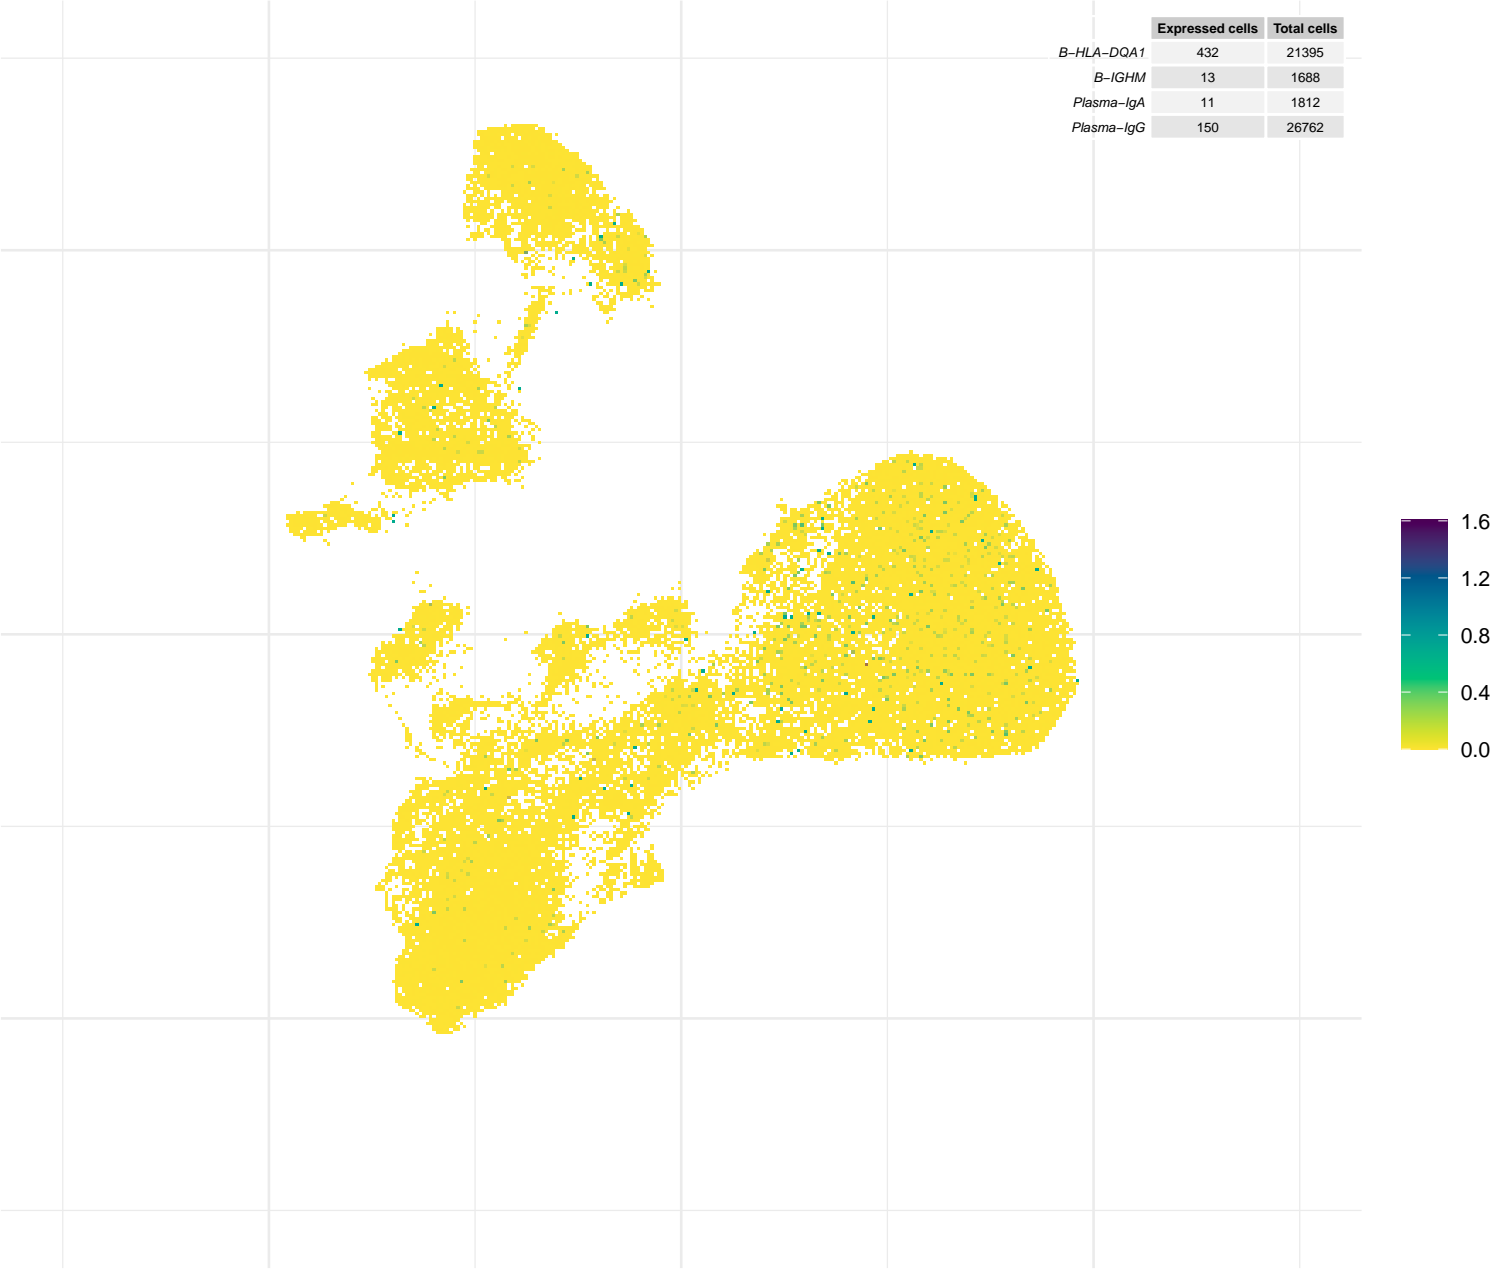 Expressed cells Total cells
B−HLA−DQA1 432 21395
B−IGHM 13 1688
Plasma−IgA 11 1812
Plasma−IgG 150 26762
1.6
1.2
0.8
0.4
0.0